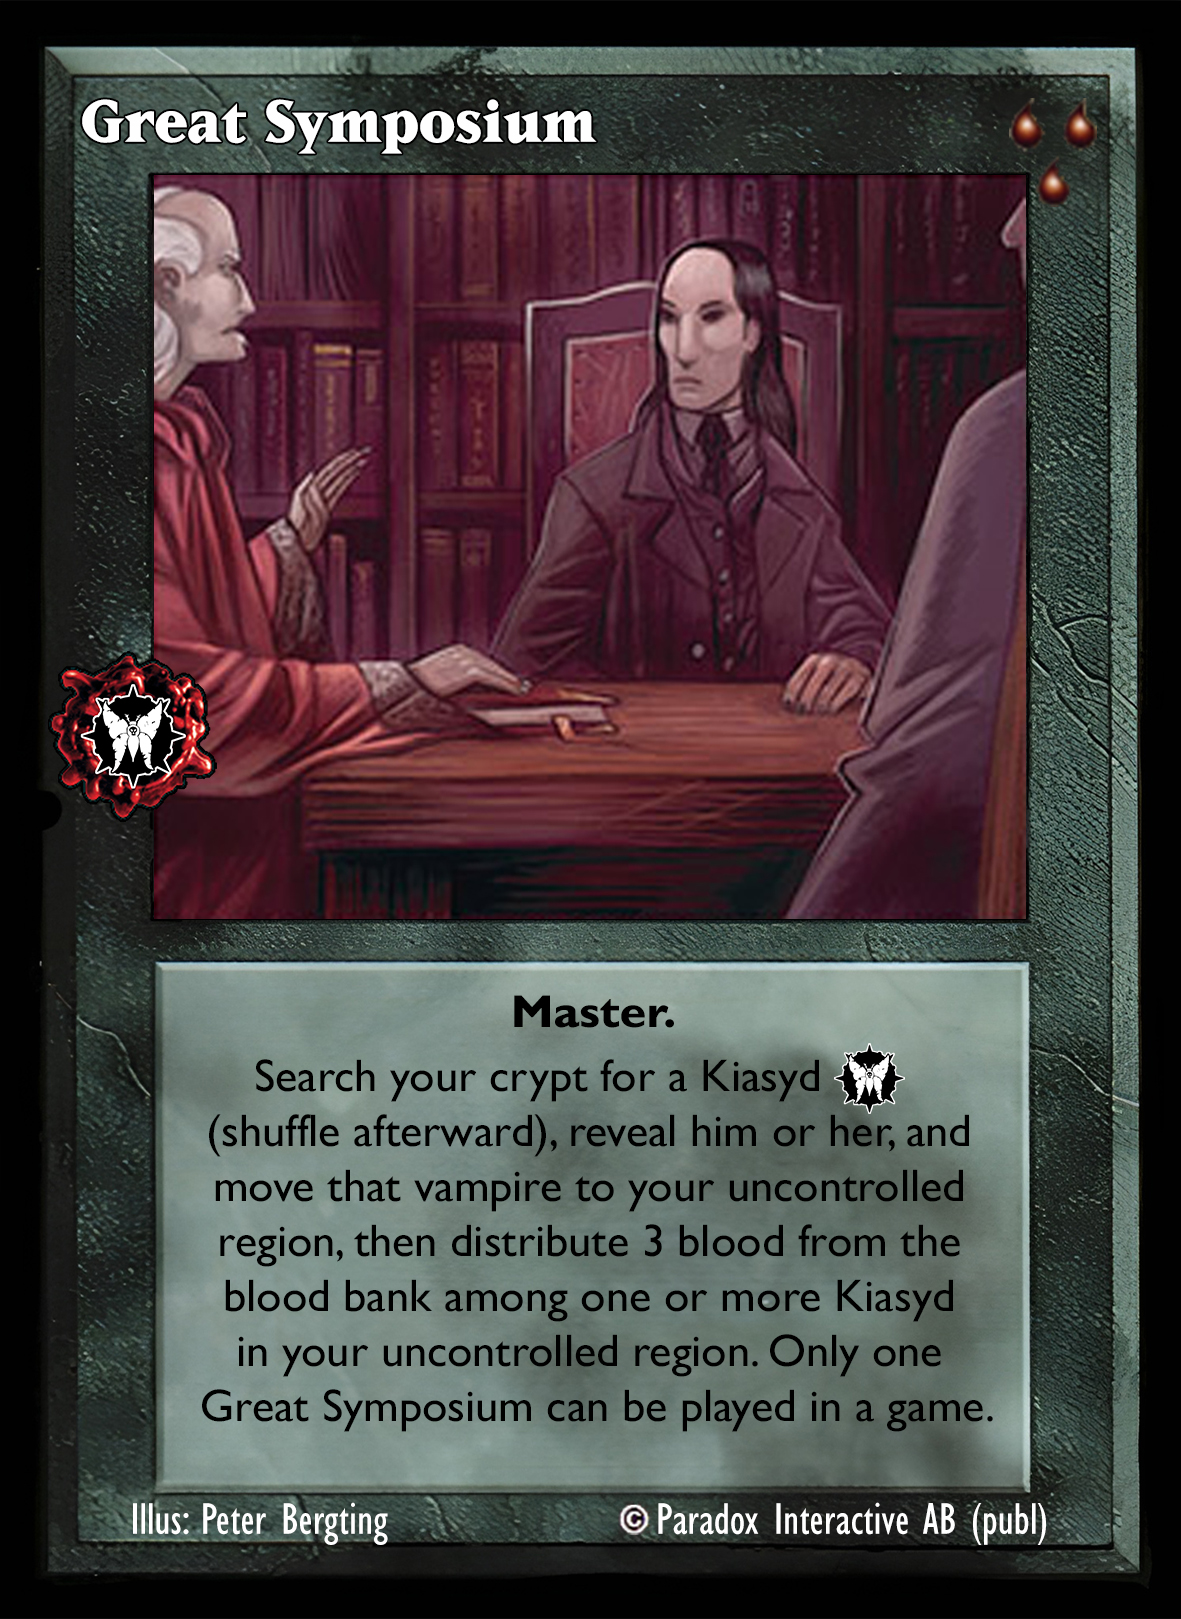 Great Symposium
Master.
Search your crypt for a Kiasyd
(shuffle afterward), reveal him or her, and
move that vampire to your uncontrolled
region, then distribute 3 blood from the
blood bank among one or more Kiasyd
in your uncontrolled region. Only one
Great Symposium can be played in a game.
Illus: Peter Bergting
© Paradox Interactive AB (publ)